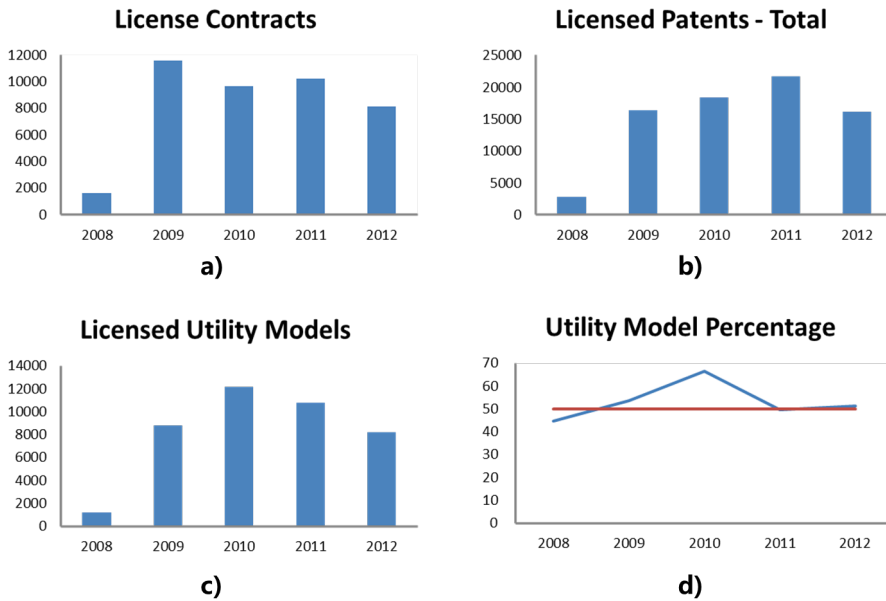 License Contracts
12000
10000
8000
6000
4000
2000
0
2008 2009 2010 2011 2012
a)
Licensed Patents - Total
25000
20000
15000
10000
5000
0
2008 2009 2010 2011 2012
b)
Licensed Utility Models
14000
12000
10000
8000
6000
4000
2000
0
2008 2009 2010 2011 2012
c)
Utility Model Percentage
70
60
50
40
30
20
10
0
2008 2009 2010 2011 2012
d)